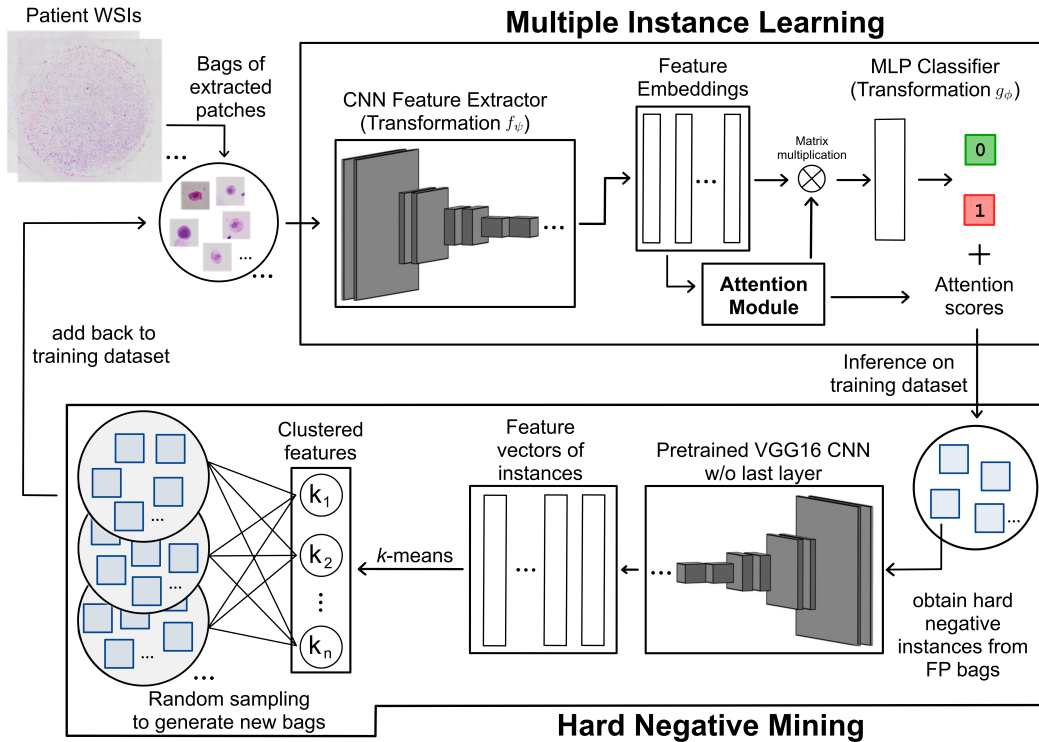 Patient WSIs
Multiple Instance Learning
Bags of
extracted
patches
...
...
...
CNN Feature Extractor
(Transformation f_ψ)
...
Feature
Embeddings
...
Matrix
multiplication
MLP Classifier
(Transformation g_ϕ)
0
1
+
Attention
scores
Attention
Module
add back to
training dataset
Inference on
training dataset
...
obtain hard
negative
instances from
FP bags
Pretrained VGG16 CNN
w/o last layer
...
Feature
vectors of
instances
...
k-means
Clustered
features
k1
k2
⋮
kn
...
...
...
...
Random sampling
to generate new bags
Hard Negative Mining